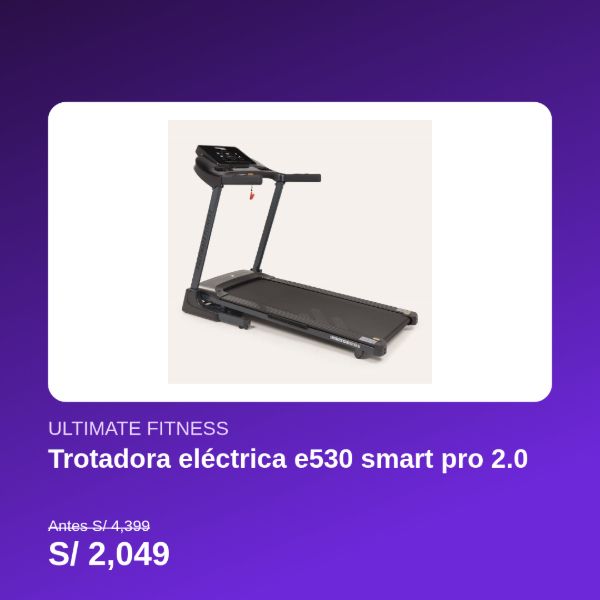 ULTIMATE FITNESS
Trotadora eléctrica e530 smart pro 2.0
Antes S/ 4,399
S/ 2,049